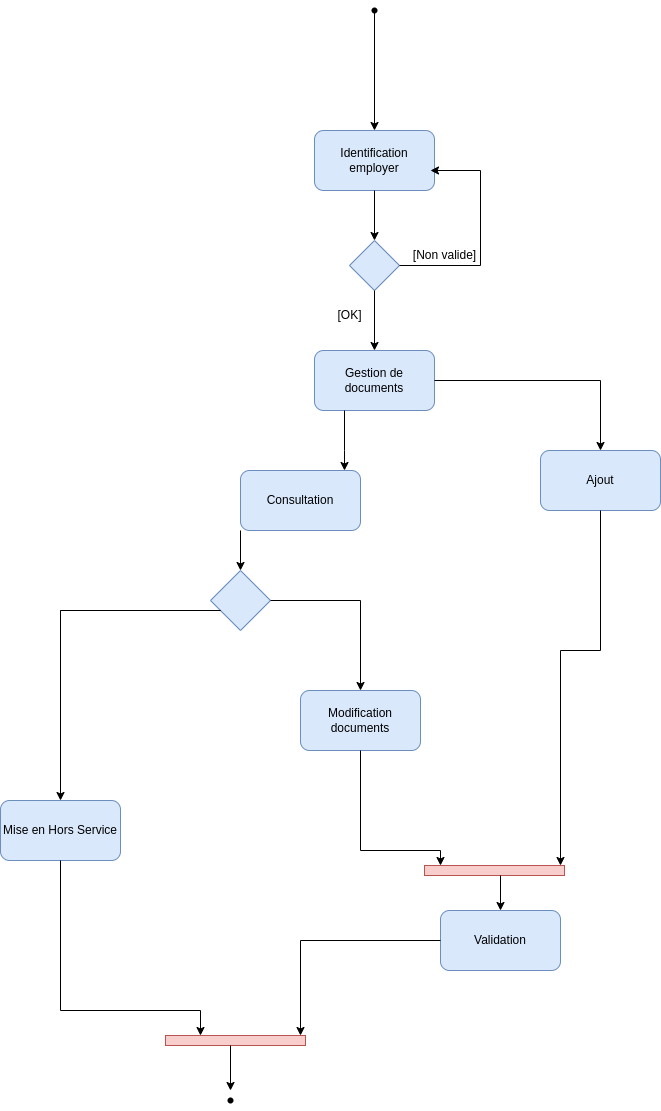 Identification
employer
[Non valide]
[OK]
Gestion de
documents
Ajout
Consultation
Modification
documents
Mise en Hors Service
Validation